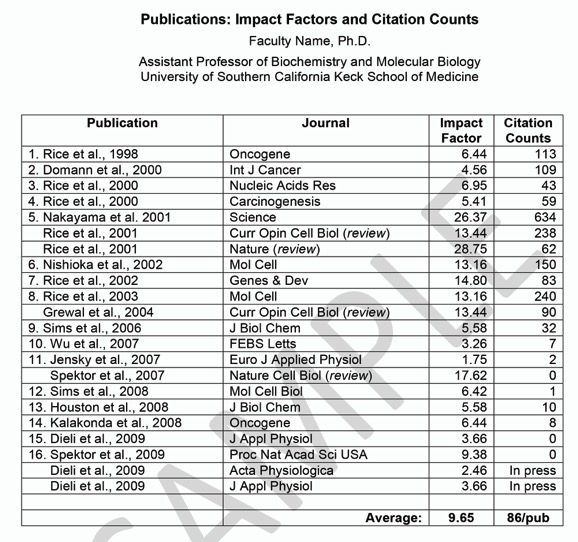 Publications: Impact Factors and Citation Counts
Faculty Name, Ph.D.
Assistant Professor of Biochemistry and Molecular Biology
University of Southern California Keck School of Medicine
Publication Journal Impact Factor Citation Counts
1. Rice et al., 1998 Oncogene 6.44 113
2. Domann et al., 2000 Int J Cancer 4.56 109
3. Rice et al., 2000 Nucleic Acids Res 6.95 43
4. Rice et al., 2000 Carcinogenesis 5.41 59
5. Nakayama et al. 2001 Science 26.37 634
Rice et al., 2001 Curr Opin Cell Biol (review) 13.44 238
Rice et al., 2001 Nature (review) 28.75 62
6. Nishioka et al., 2002 Mol Cell 13.16 150
7. Rice et al., 2002 Genes & Dev 14.80 83
8. Rice et al., 2003 Mol Cell 13.16 240
Grewal et al., 2004 Curr Opin Cell Biol (review) 13.44 90
9. Sims et al., 2006 J Biol Chem 5.58 32
10. Wu et al., 2007 FEBS Letts 3.26 7
11. Jensky et al., 2007 Euro J Applied Physiol 1.75 2
Spektor et al., 2007 Nature Cell Biol (review) 17.62 0
12. Sims et al., 2008 Mol Cell Biol 6.42 1
13. Houston et al., 2008 J Biol Chem 5.58 10
14. Kalakonda et al., 2008 Oncogene 6.44 8
15. Dieli et al., 2009 J Appl Physiol 3.66 0
16. Spektor et al., 2009 Proc Nat Acad Sci USA 9.38 0
Dieli et al., 2009 Acta Physiologica 2.46 In press
Dieli et al., 2009 J Appl Physiol 3.66 In press
Average: 9.65 86/pub
SAMPLE